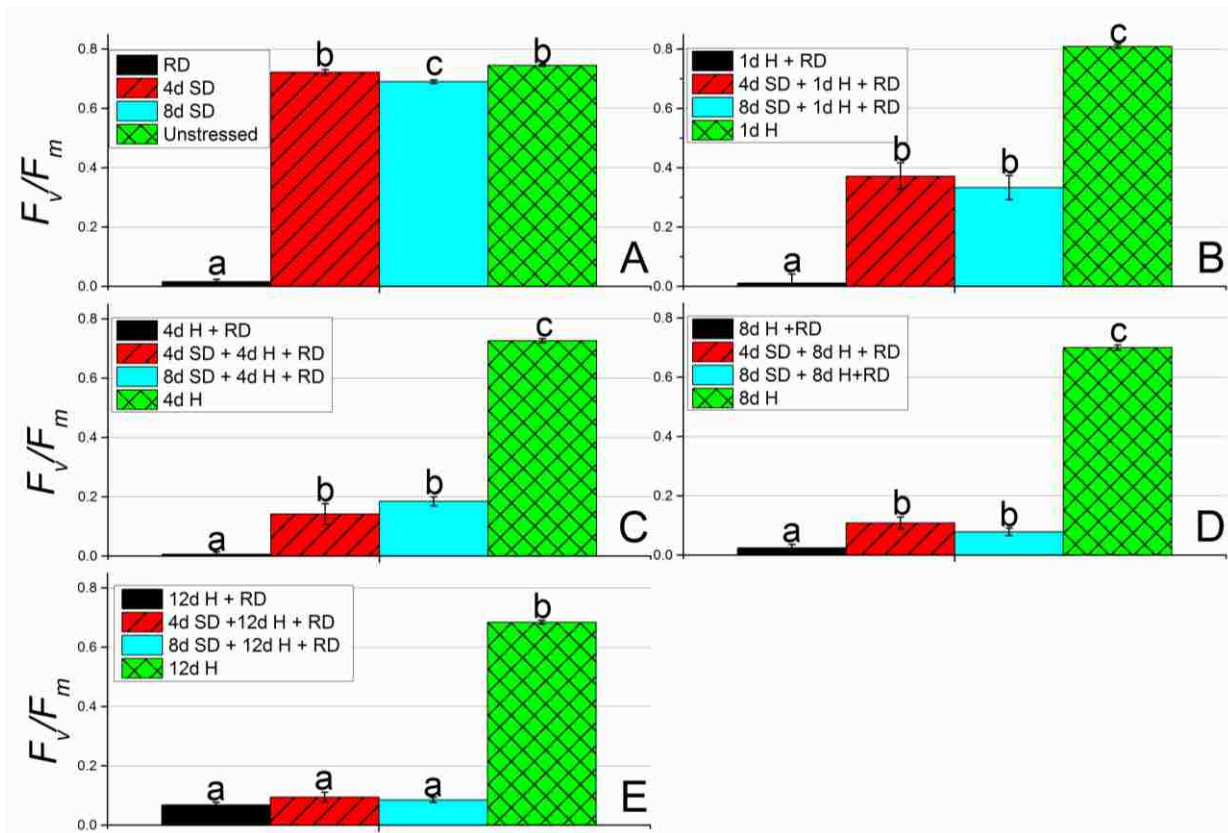 b
c
b
0.8
RD
4d SD
8d SD
Unstressed
0.6
0.4
0.2
0.0
a
A
Fv/Fm
c
0.8
1d H + RD
4d SD + 1d H + RD
8d SD + 1d H + RD
1d H
0.6
0.4
0.2
0.0
b
b
a
B
0.8
4d H + RD
4d SD + 4d H + RD
8d SD + 4d H + RD
4d H
0.6
0.4
0.2
0.0
c
b
b
a
C
Fv/Fm
0.8
8d H +RD
4d SD + 8d H + RD
8d SD + 8d H+RD
8d H
0.6
0.4
0.2
0.0
c
b
b
a
D
0.8
12d H + RD
4d SD +12d H + RD
8d SD + 12d H + RD
12d H
0.6
0.4
0.2
0.0
b
a
a
a
E
Fv/Fm